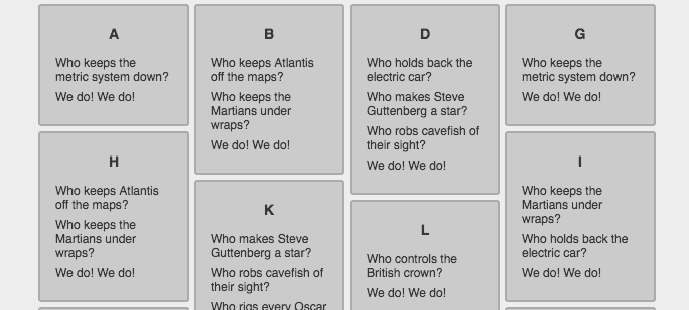 A
Who keeps the
metric system down?
We do! We do!
B
Who keeps Atlantis
off the maps?
Who keeps the
Martians under
wraps?
We do! We do!
D
Who holds back the
electric car?
Who makes Steve
Guttenberg a star?
Who robs cavefish of
their sight?
We do! We do!
G
Who keeps the
metric system down?
We do! We do!
H
Who keeps Atlantis
off the maps?
Who keeps the
Martians under
wraps?
We do! We do!
K
Who makes Steve
Guttenberg a star?
Who robs cavefish of
their sight?
Who rigs every Oscar
L
Who controls the
British crown?
We do! We do!
I
Who keeps the
Martians under
wraps?
Who holds back the
electric car?
We do! We do!